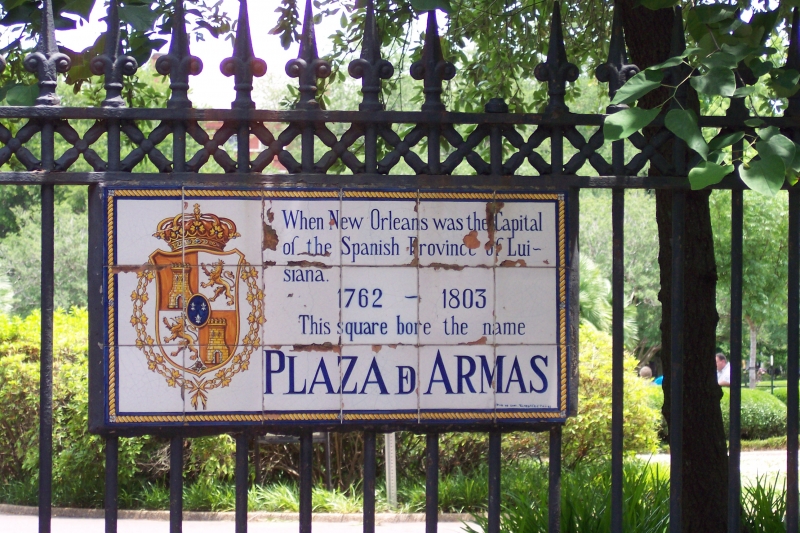 When New Orleans was the Capital
of the Spanish Province of Lui-
siana.
1762 - 1803
This square bore the name
PLAZA D ARMAS